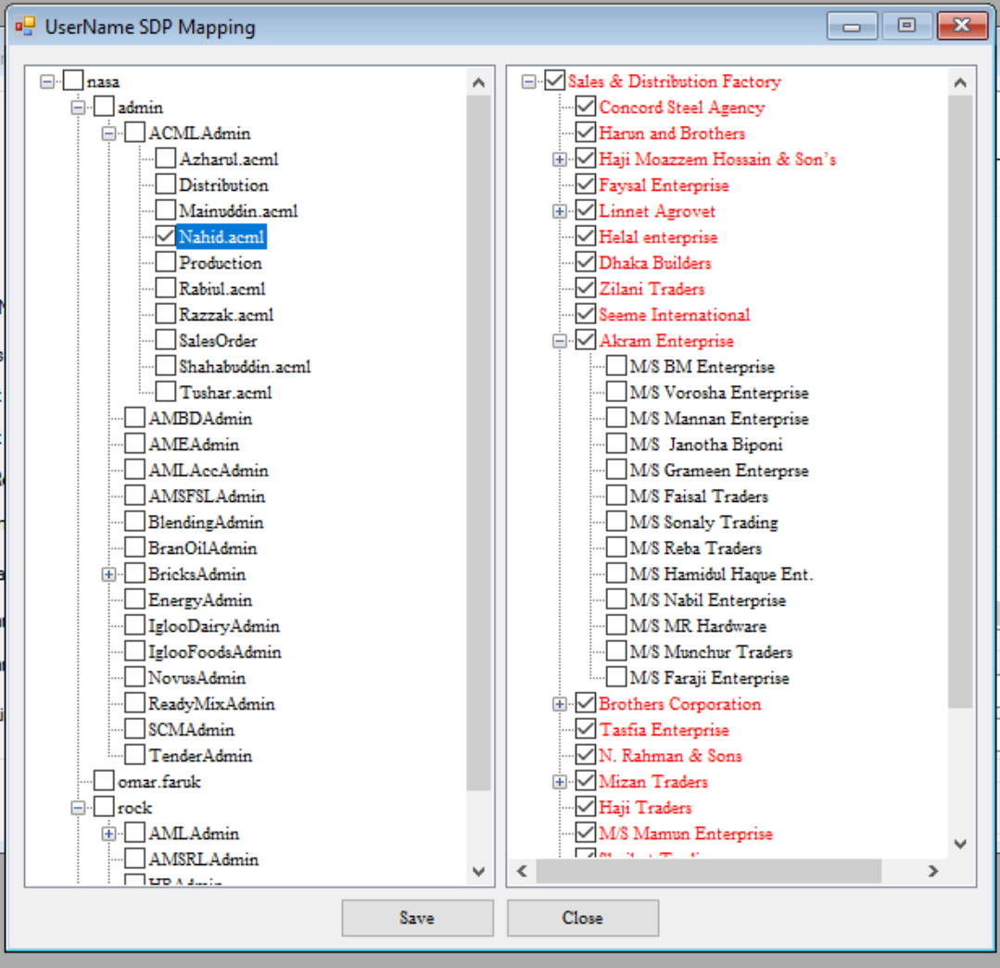 UserName SDP Mapping
nasa
admin
ACMLAdmin
Azharul.acml
Distribution
Mainuddin.acml
Nahid.acml
Production
Rabiul.acml
Razzak.acml
SalesOrder
Shahabuddin.acml
Tushar.acml
AMBDAdmin
AMEAdmin
AMLAccAdmin
AMSFSLAdmin
BlendingAdmin
BranOilAdmin
BricksAdmin
EnergyAdmin
IglooDairyAdmin
IglooFoodsAdmin
NovusAdmin
ReadyMixAdmin
SCMAdmin
TenderAdmin
omar.faruk
rock
AMLAdmin
AMSRLAdmin
Sales & Distribution Factory
Concord Steel Agency
Harun and Brothers
Haji Moazzem Hossain & Son's
Faysal Enterprise
Linnet Agrovet
Helal enterprise
Dhaka Builders
Zilani Traders
Seeme International
Akram Enterprise
M/S BM Enterprise
M/S Vorosha Enterprise
M/S Mannan Enterprise
M/S  Janotha Biponi
M/S Grameen Enterprse
M/S Faisal Traders
M/S Sonaly Trading
M/S Reba Traders
M/S Hamidul Haque Ent.
M/S Nabil Enterprise
M/S MR Hardware
M/S Munchur Traders
M/S Faraji Enterprise
Brothers Corporation
Tasfia Enterprise
N. Rahman & Sons
Mizan Traders
Haji Traders
M/S Mamun Enterprise
Save
Close